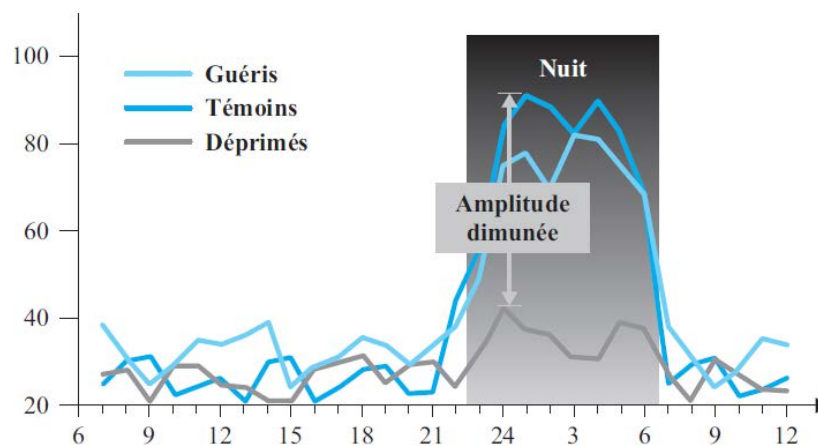 100
80
60
40
20
Guéris
Témoins
Déprimés
Nuit
Amplitude
dimunée
6 9 12 15 18 21 24 3 6 9 12